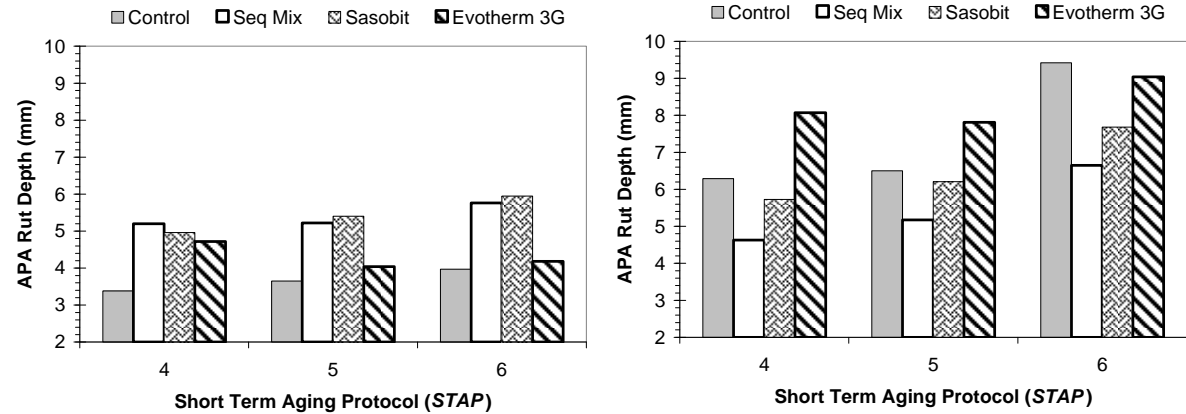 Control Seq Mix Sasobit Evotherm 3G
10
9
8
7
6
5
4
3
2
APA Rut Depth (mm)
4 5 6
Short Term Aging Protocol (STAP)
Control Seq Mix Sasobit Evotherm 3G
10
9
8
7
6
5
4
3
2
APA Rut Depth (mm)
4 5 6
Short Term Aging Protocol (STAP)